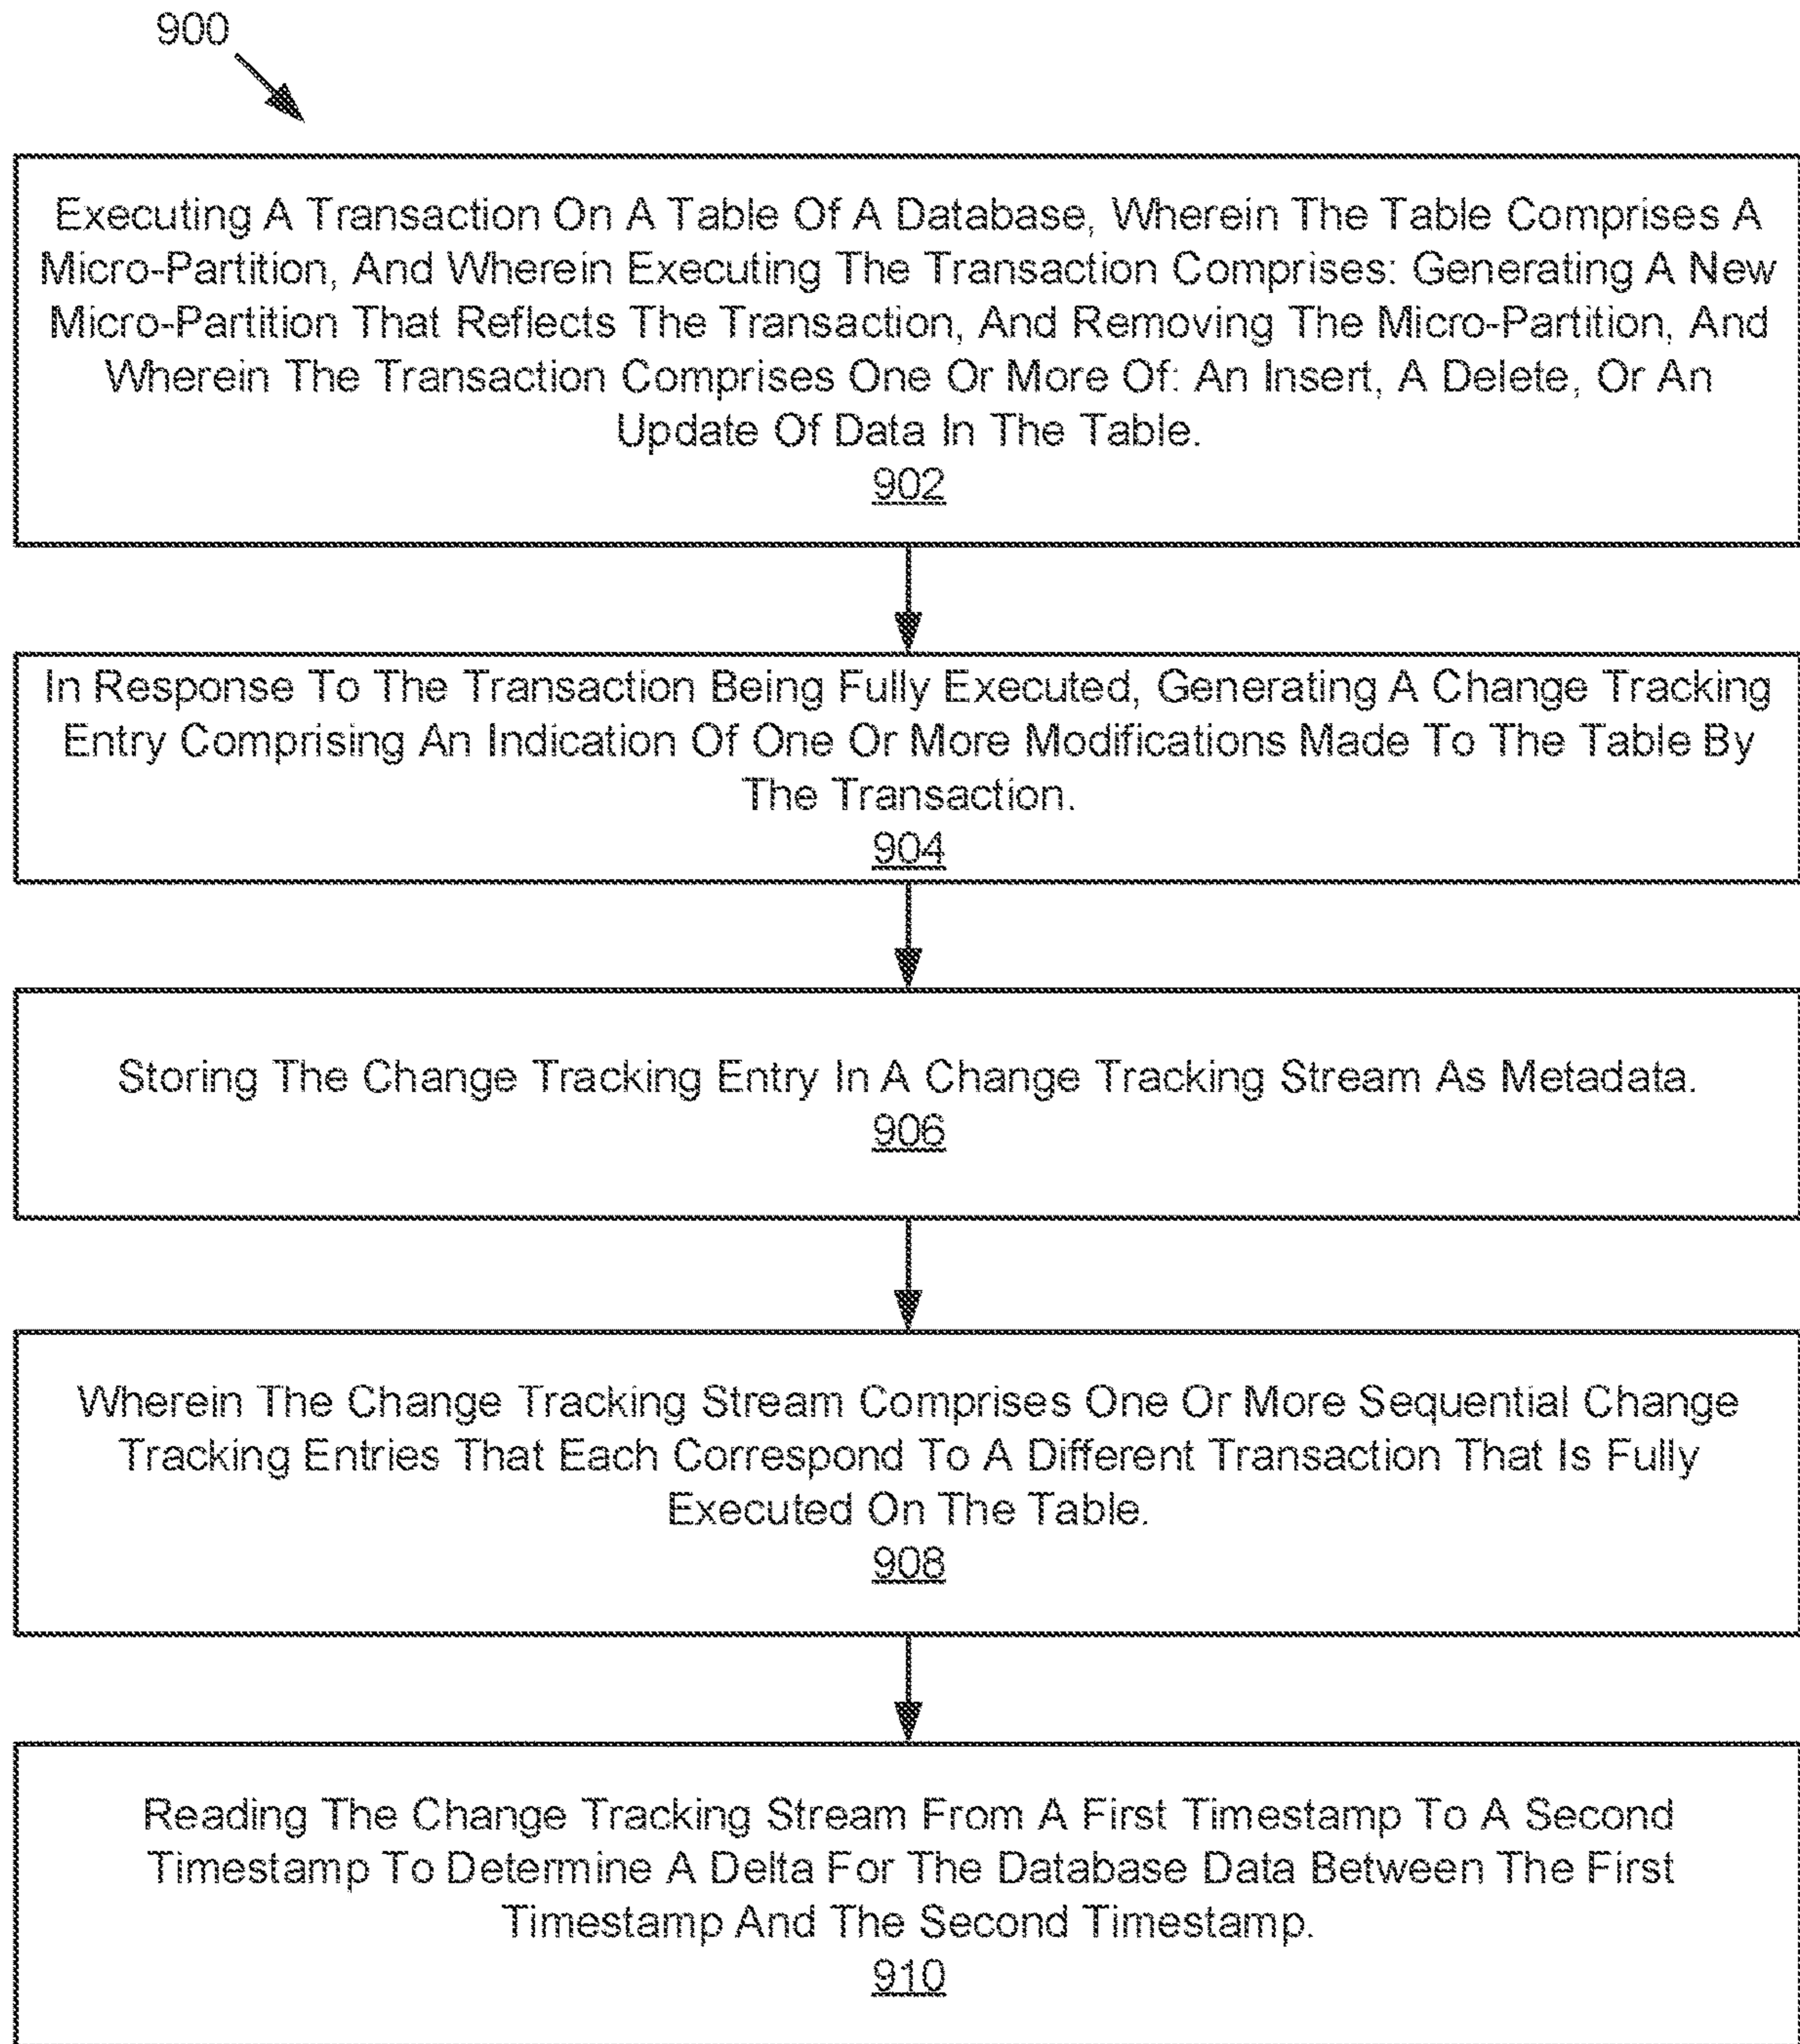 900
Executing A Transaction On A Table Of A Database, Wherein The Table Comprises A
Micro-Partition, And Wherein Executing The Transaction Comprises: Generating A New
Micro-Partition That Reflects The Transaction, And Removing The Micro-Partition, And
Wherein The Transaction Comprises One Or More Of: An Insert, A Delete, Or An
Update Of Data In The Table.
902
In Response To The Transaction Being Fully Executed, Generating A Change Tracking
Entry Comprising An Indication Of One Or More Modifications Made To The Table By
The Transaction.
904
Storing The Change Tracking Entry In A Change Tracking Stream As Metadata.
906
Wherein The Change Tracking Stream Comprises One Or More Sequential Change
Tracking Entries That Each Correspond To A Different Transaction That Is Fully
Executed On The Table.
908
Reading The Change Tracking Stream From A First Timestamp To A Second
Timestamp To Determine A Delta For The Database Data Between The First
Timestamp And The Second Timestamp.
910